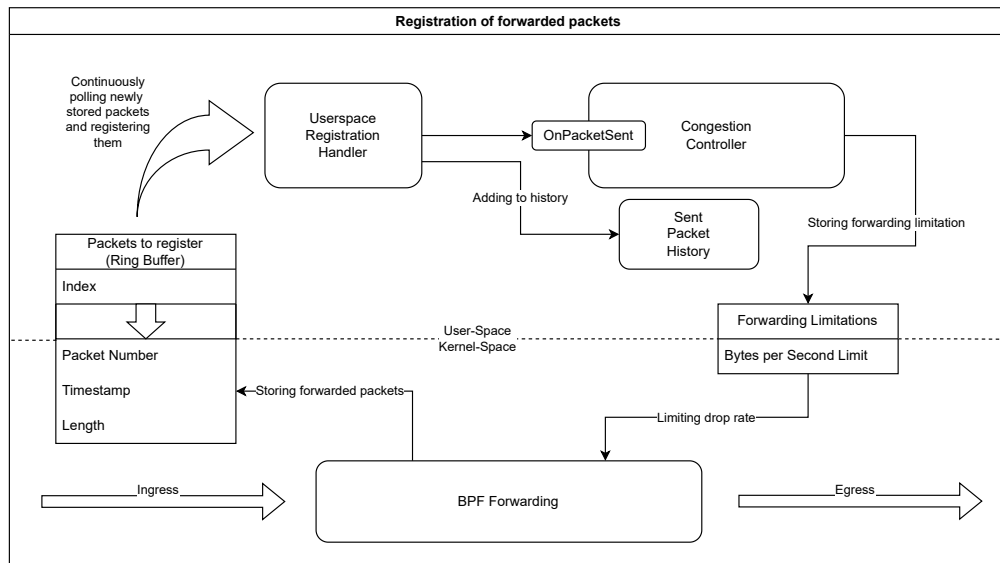 Registration of forwarded packets
Continuously
polling newly
stored packets
and registering
them
Userspace
Registration
Handler
OnPacketSent
Congestion
Controller
Adding to history
Sent
Packet
History
Storing forwarding limitation
Packets to register
(Ring Buffer)
Index
Packet Number
Timestamp
Length
User-Space
Kernel-Space
Forwarding Limitations
Bytes per Second Limit
Storing forwarded packets
Limiting drop rate
Ingress
BPF Forwarding
Egress